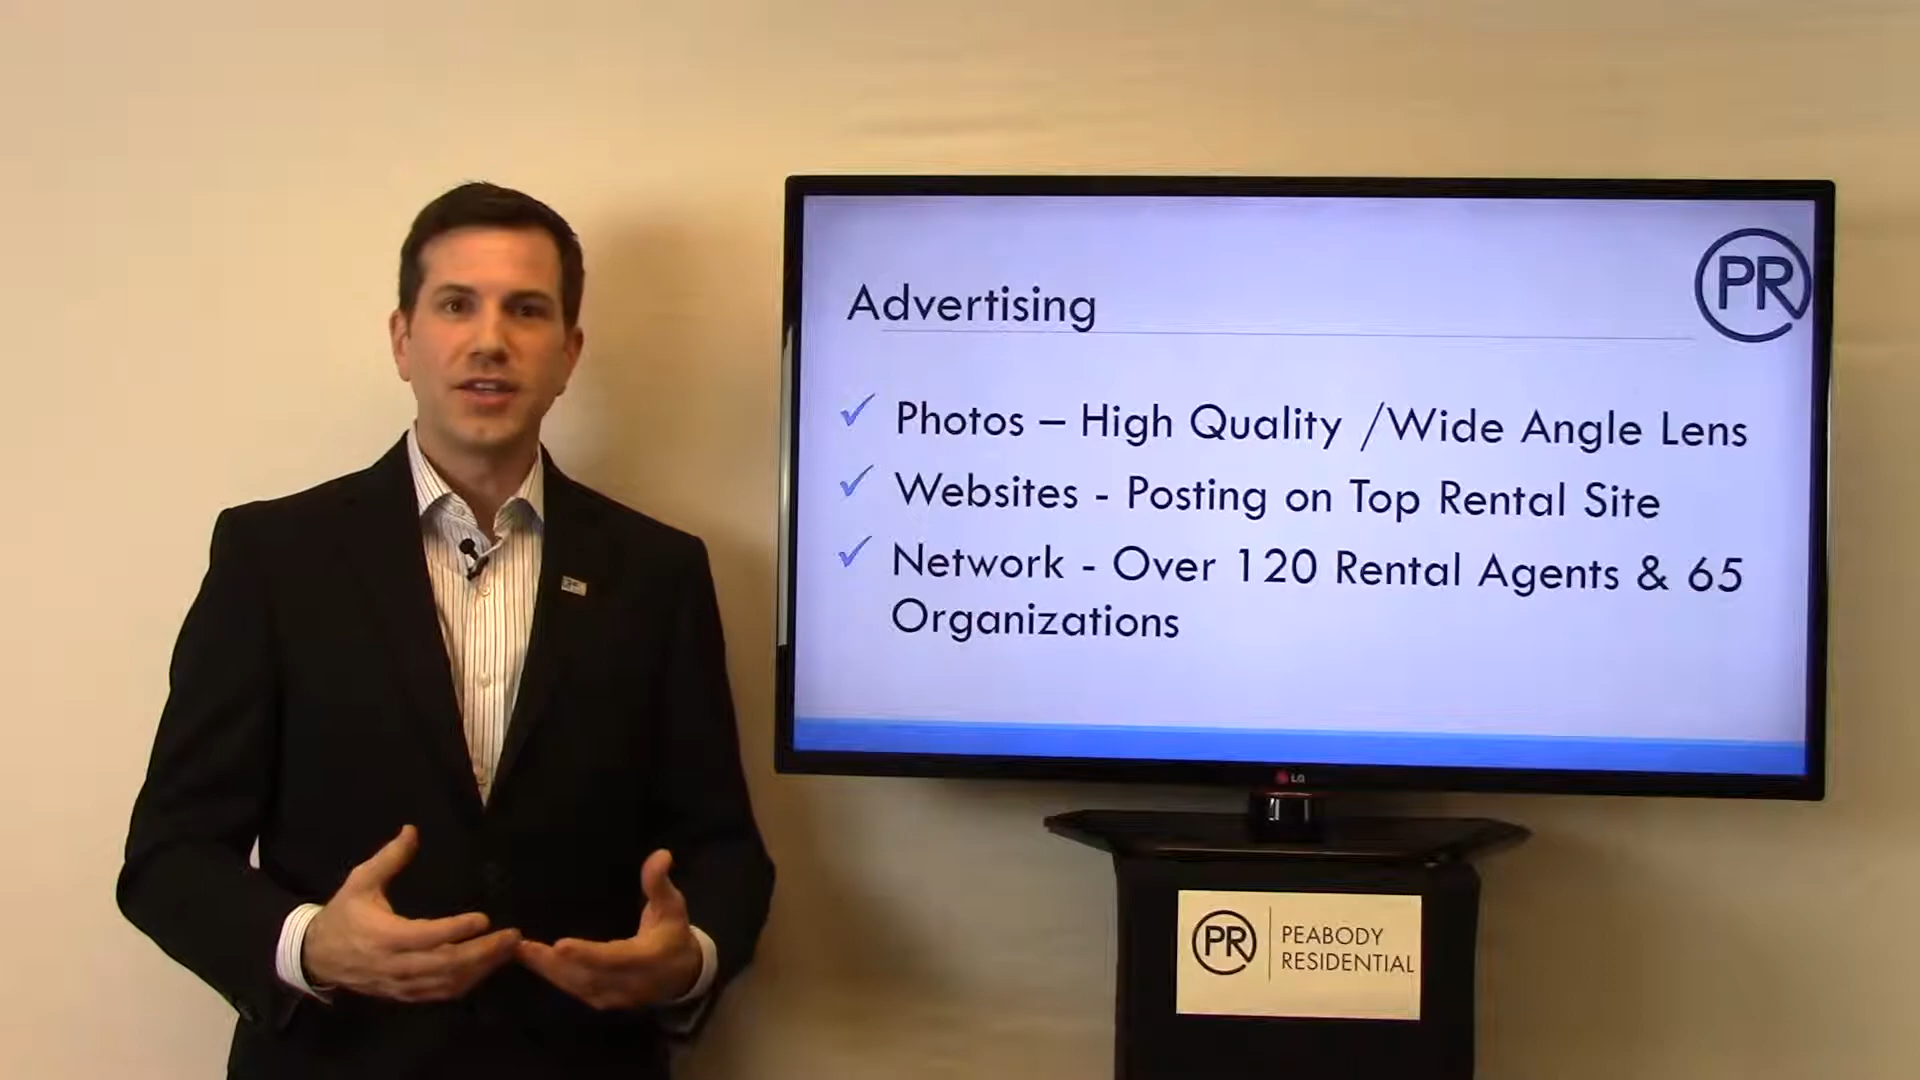 PR
Advertising
✓ Photos – High Quality /Wide Angle Lens
✓ Websites - Posting on Top Rental Site
✓ Network - Over 120 Rental Agents & 65
Organizations
LG
PR
PEABODY
RESIDENTIAL